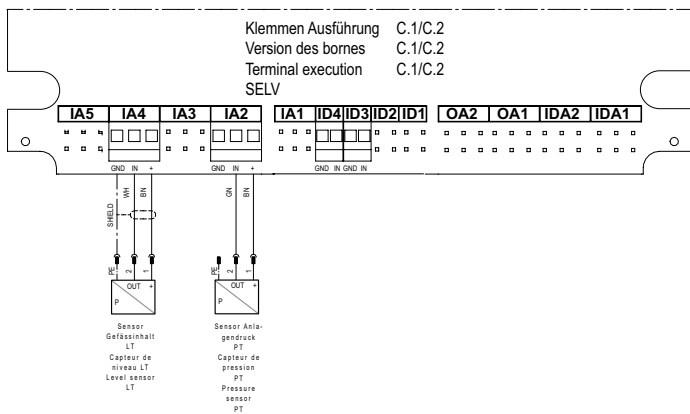 Klemmen Ausführung C.1/C.2
Version des bornes C.1/C.2
Terminal execution C.1/C.2
SELV
IA5 IA4 IA3 IA2 IA1 ID4 ID3 ID2 ID1 OA2 OA1 IDA2 IDA1
GND IN + GND IN + GND IN GND IN
SHIELD WH BN GN BN
PE 2 1 PE 2 1
OUT + OUT +
P P
Sensor
Gefässinhalt
LT
Capteur de
niveau LT
Level sensor
LT
Sensor Anla-
gendruck
PT
Capteur de
pression
PT
Pressure
sensor
PT